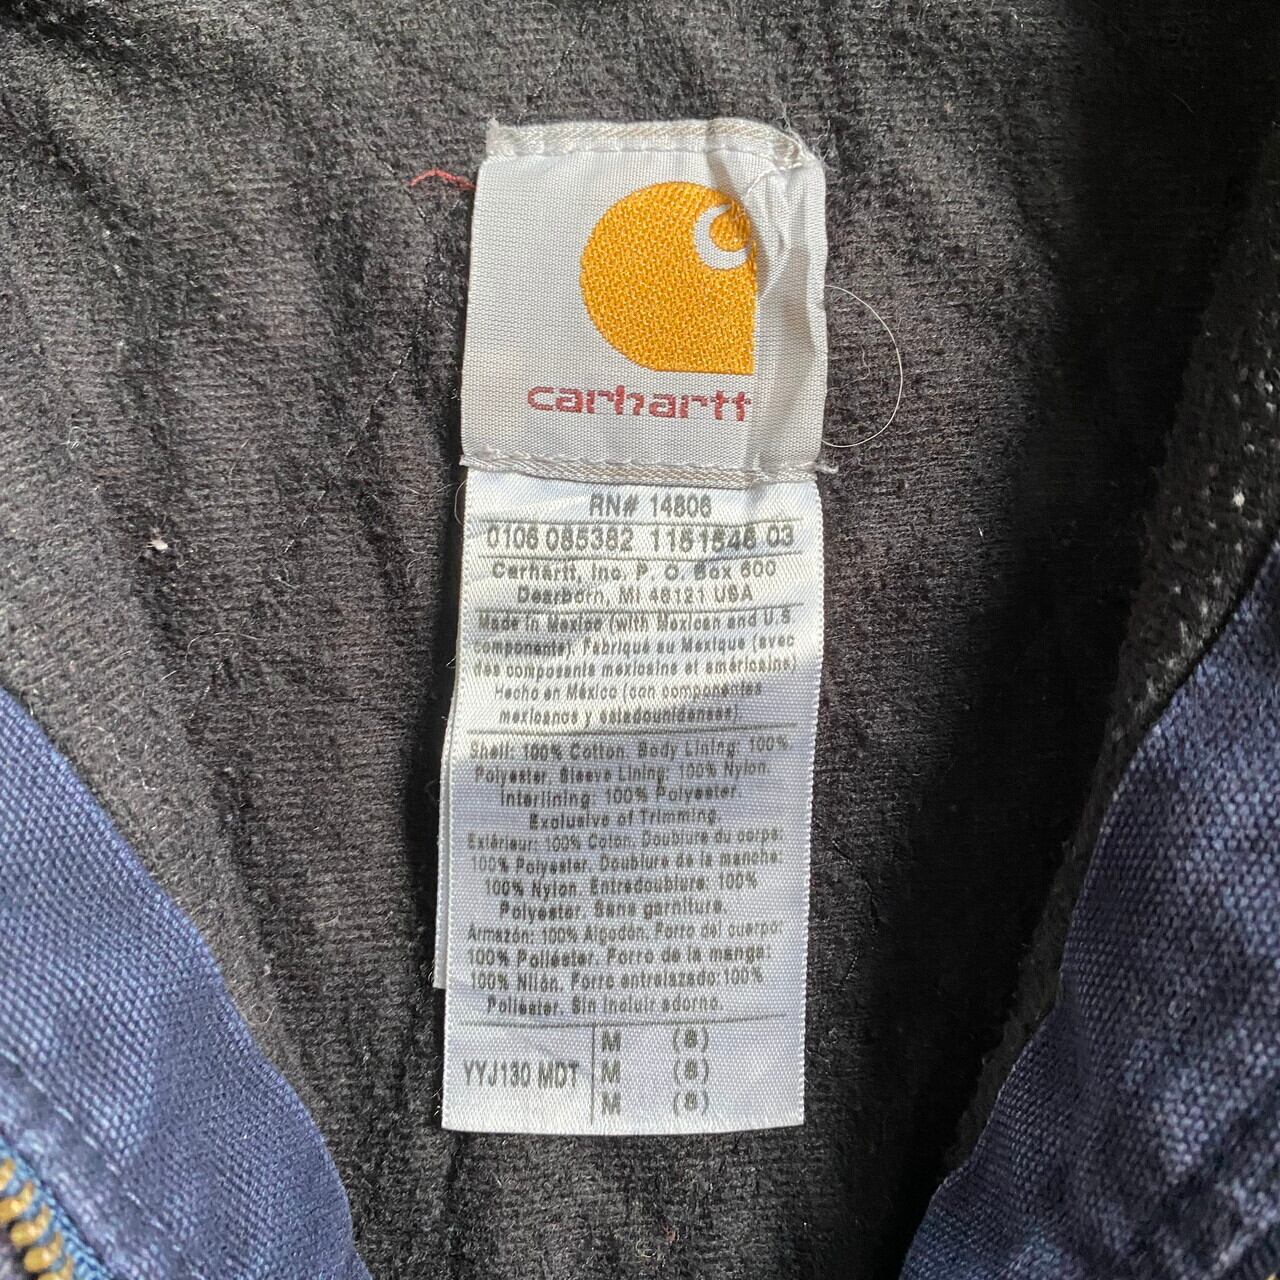 carhartt
RN# 14806
0106 085382 1151546 03
Carhartt, Inc. P. O. Box 600
Dearborn, MI 48121 USA
Made in Mexico (with Mexican and U.S.
components). Fabriqué au Mexique (avec
des composants mexicains et américains)
Hecho en México (con componentes
mexicanos y estadounidenses)
Shell: 100% Cotton. Body Lining: 100%
Polyester, Sleeve Lining: 100% Nylon.
Interlining: 100% Polyester.
Exclusive of Trimming.
Extérieur: 100% Coton. Doublure du corps:
100% Polyester. Doublure de la manche:
100% Nylon. Entredoublure: 100%
Polyester. Sans garniture.
Armazón: 100% Algodón. Forro del cuerpo:
100% Poliéster. Forro de la manga:
100% Nilón. Forro entrelazado: 100%
Poliéster. Sin incluir adorno.
YYJ130 MDT
M (8)
M (8)
M (8)